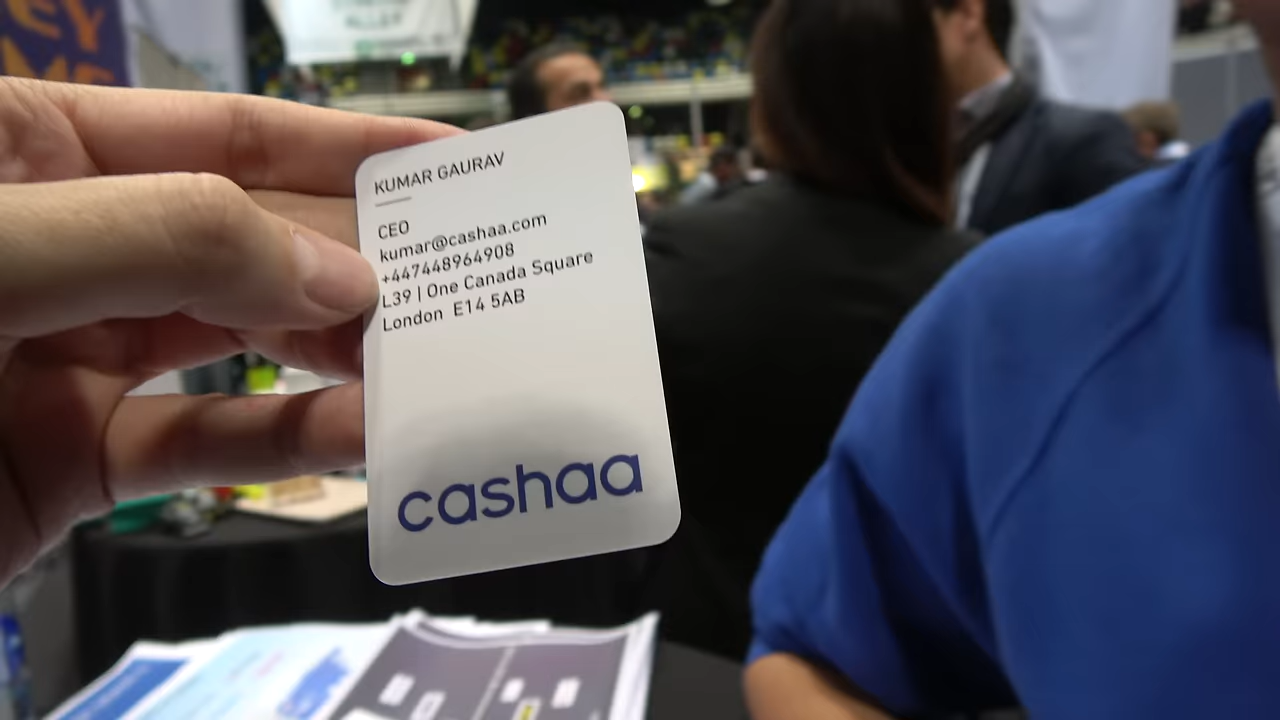 KUMAR GAURAV
CEO
kumar@cashaa.com
+447448964908
L39 | One Canada Square
London E14 5AB
cashaa